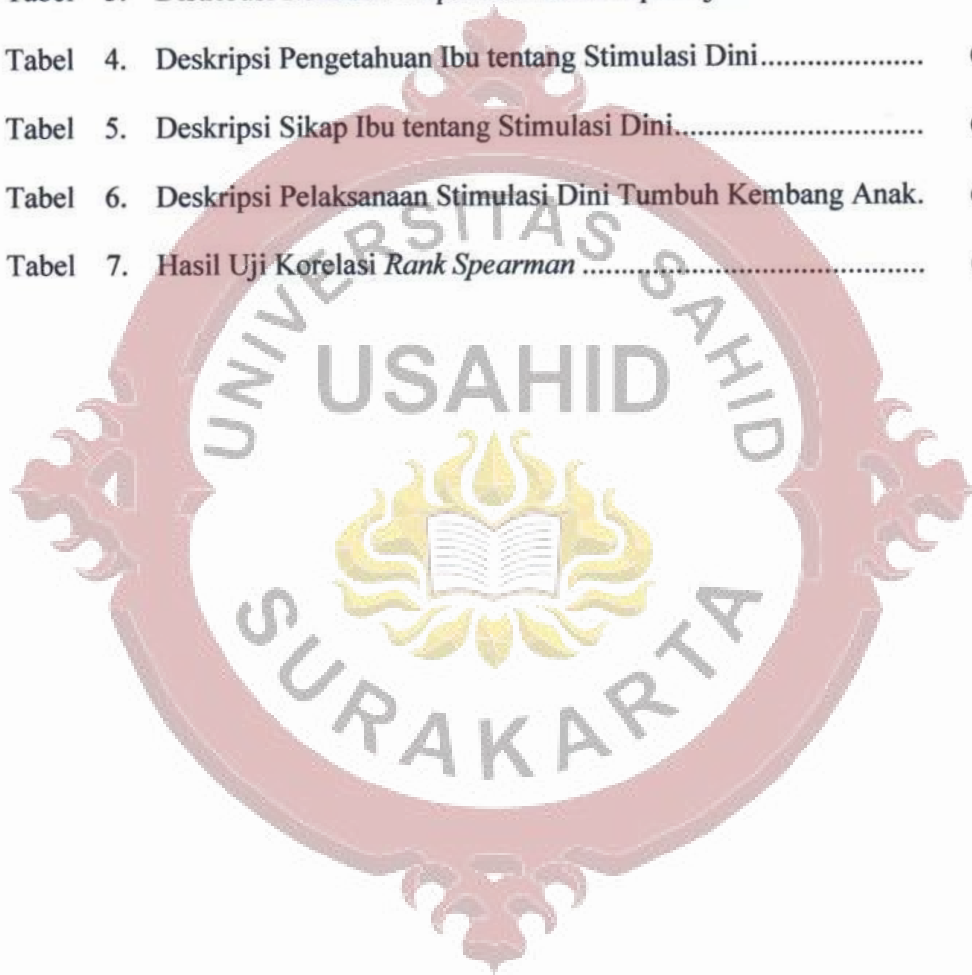 Tabel 4. Deskripsi Pengetahuan Ibu tentang Stimulasi Dini.....................
Tabel 5. Deskripsi Sikap Ibu tentang Stimulasi Dini................................
Tabel 6. Deskripsi Pelaksanaan Stimulasi Dini Tumbuh Kembang Anak.
Tabel 7. Hasil Uji Korelasi Rank Spearman ............................................
UNIVERSITAS SAHID
USAHID
SURAKARTA